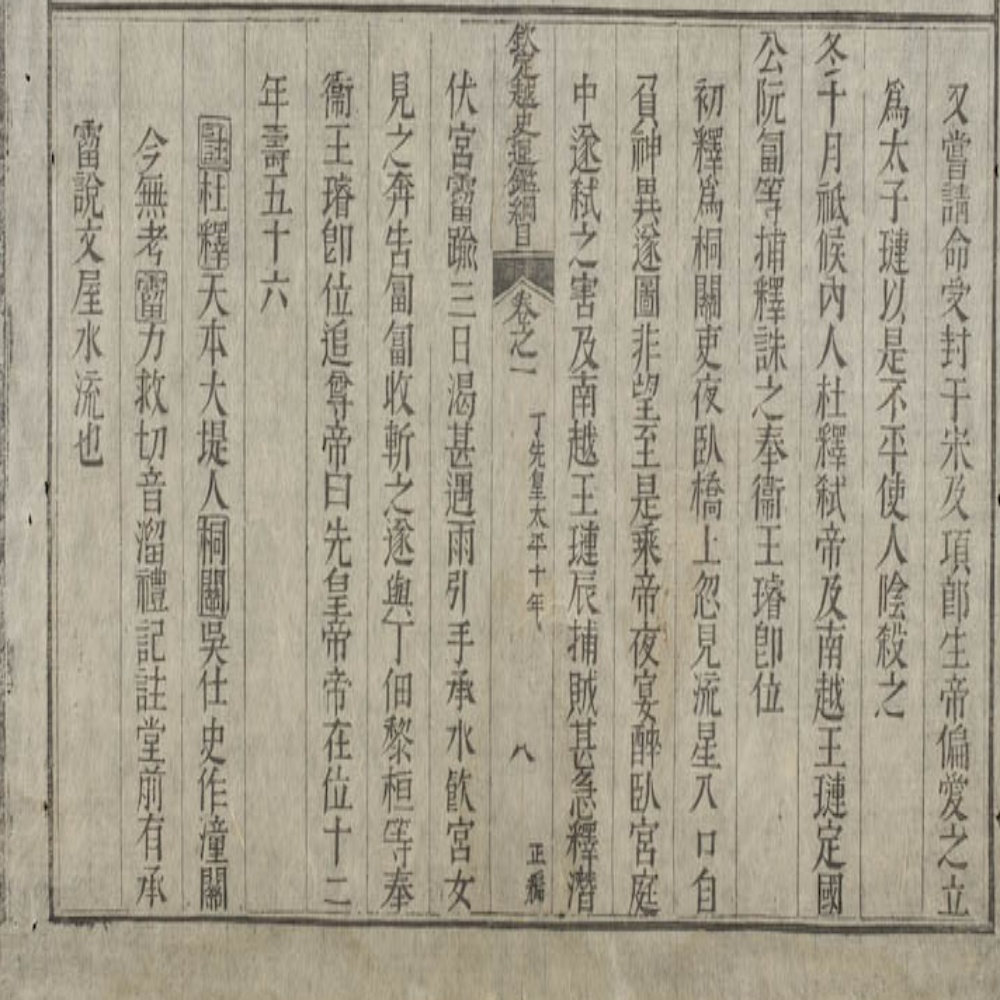 又嘗請命受封于宋及項郎生帝偏愛之立
爲太子璉以是不平使人陰殺之
冬十月祗候內人杜釋弑帝及南越王璉定國
公阮匐等捕釋誅之奉衞王璿卽位
初釋爲桐關吏夜臥橋上忽見流星入口自
負神異遂圖非望至是乘帝夜宴醉臥宮庭
中遂弑之害及南越王璉辰捕賊甚急釋潛
欽定越史通鑑綱目 卷之一 丁先皇太平十年 八 正編
伏宮霤踰三日渴甚遇雨引手承水飮宮女
見之奔告匐匐收斬之遂與丁佃黎桓等奉
衞王璿卽位追尊帝曰先皇帝帝在位十二
年壽五十六
註杜釋天本大堤人桐關吳仕史作潼關
今無考霤力救切音溜禮記註堂前有承
霤說文屋水流也